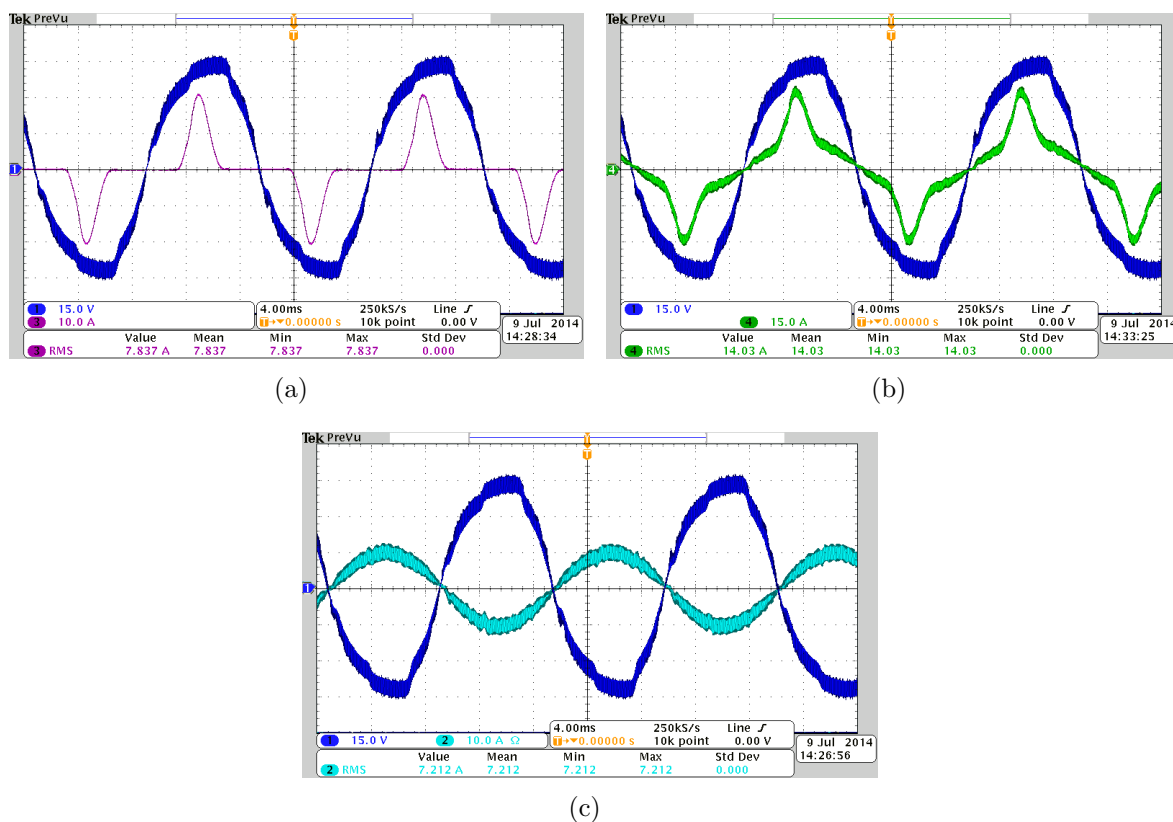 Tek PreVu
T
T
1
1 15.0 V
3 10.0 A
4.00ms 250kS/s Line ƒ
T→▼0.00000 s 10k point 0.00 V
9 Jul 2014
14:28:34
Value Mean Min Max Std Dev
3 RMS 7.837 A 7.837 7.837 7.837 0.000
(a)
Tek PreVu
T
T
4
1 15.0 V
4 15.0 A
4.00ms 250kS/s Line ƒ
T→▼0.00000 s 10k point 0.00 V
9 Jul 2014
14:33:25
Value Mean Min Max Std Dev
4 RMS 14.03 A 14.03 14.03 14.03 0.000
(b)
Tek PreVu
T
T
1
1 15.0 V 2 10.0 A Ω
4.00ms 250kS/s Line ƒ
T→▼0.00000 s 10k point 0.00 V
9 Jul 2014
14:26:56
Value Mean Min Max Std Dev
2 RMS 7.212 A 7.212 7.212 7.212 0.000
(c)